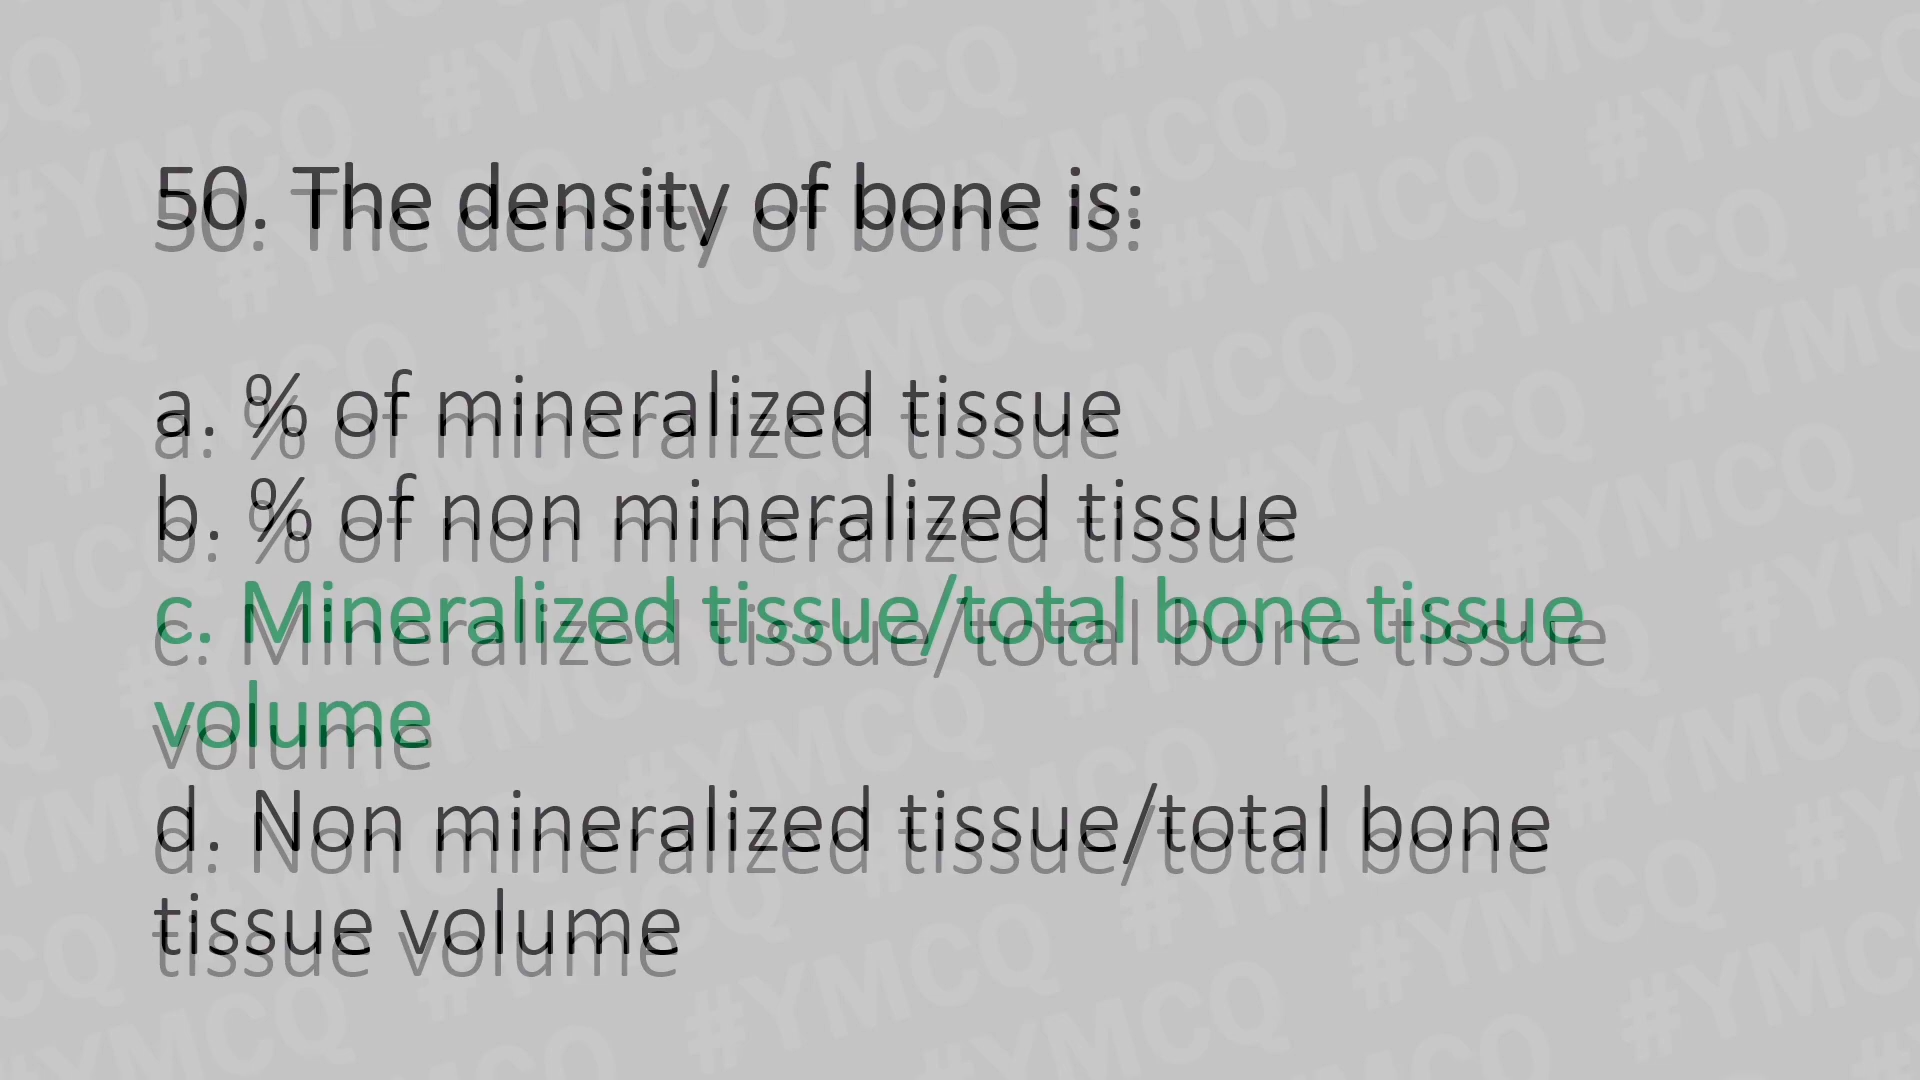 50. The density of bone is:
a. % of mineralized tissue
b. % of non mineralized tissue
c. Mineralized tissue/total bone tissue
volume
d. Non mineralized tissue/total bone
tissue volume
#YMCQ